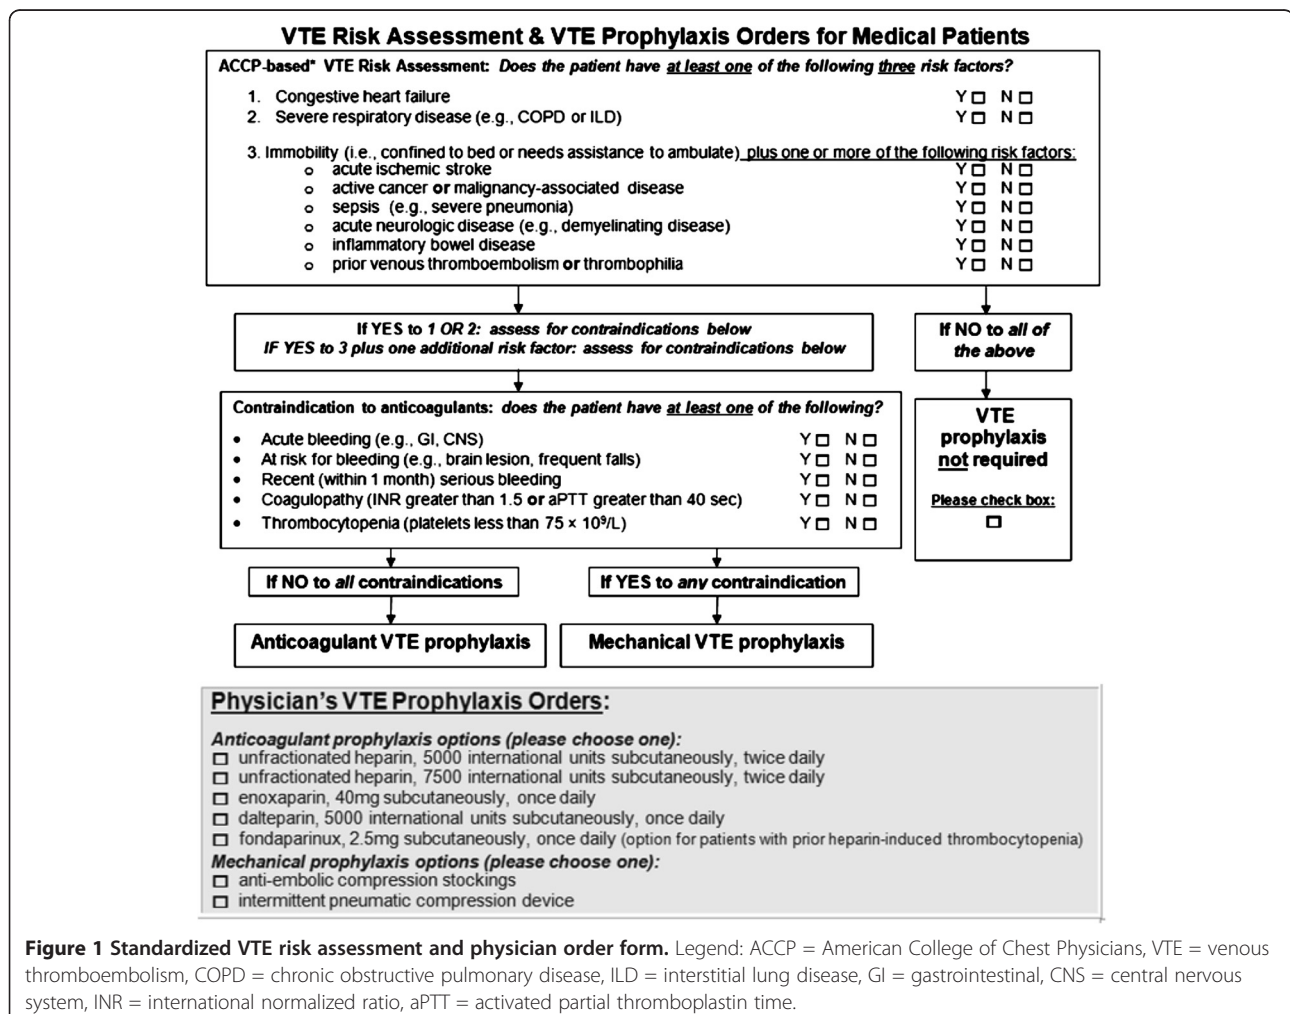 VTE Risk Assessment & VTE Prophylaxis Orders for Medical Patients
ACCP-based* VTE Risk Assessment: Does the patient have at least one of the following three risk factors?
1. Congestive heart failure Y☐ N☐
2. Severe respiratory disease (e.g., COPD or ILD) Y☐ N☐
3. Immobility (i.e., confined to bed or needs assistance to ambulate) plus one or more of the following risk factors:
o acute ischemic stroke Y☐ N☐
o active cancer or malignancy-associated disease Y☐ N☐
o sepsis (e.g., severe pneumonia) Y☐ N☐
o acute neurologic disease (e.g., demyelinating disease) Y☐ N☐
o inflammatory bowel disease Y☐ N☐
o prior venous thromboembolism or thrombophilia Y☐ N☐
If YES to 1 OR 2: assess for contraindications below
IF YES to 3 plus one additional risk factor: assess for contraindications below
If NO to all of
the above
Contraindication to anticoagulants: does the patient have at least one of the following?
• Acute bleeding (e.g., GI, CNS) Y☐ N☐
• At risk for bleeding (e.g., brain lesion, frequent falls) Y☐ N☐
• Recent (within 1 month) serious bleeding Y☐ N☐
• Coagulopathy (INR greater than 1.5 or aPTT greater than 40 sec) Y☐ N☐
• Thrombocytopenia (platelets less than 75 x 10⁹/L) Y☐ N☐
VTE
prophylaxis
not required
Please check box:
☐
If NO to all contraindications
If YES to any contraindication
Anticoagulant VTE prophylaxis
Mechanical VTE prophylaxis
Physician's VTE Prophylaxis Orders:
Anticoagulant prophylaxis options (please choose one):
☐ unfractionated heparin, 5000 international units subcutaneously, twice daily
☐ unfractionated heparin, 7500 international units subcutaneously, twice daily
☐ enoxaparin, 40mg subcutaneously, once daily
☐ dalteparin, 5000 international units subcutaneously, once daily
☐ fondaparinux, 2.5mg subcutaneously, once daily (option for patients with prior heparin-induced thrombocytopenia)
Mechanical prophylaxis options (please choose one):
☐ anti-embolic compression stockings
☐ intermittent pneumatic compression device
Figure 1 Standardized VTE risk assessment and physician order form. Legend: ACCP = American College of Chest Physicians, VTE = venous
thromboembolism, COPD = chronic obstructive pulmonary disease, ILD = interstitial lung disease, GI = gastrointestinal, CNS = central nervous
system, INR = international normalized ratio, aPTT = activated partial thromboplastin time.